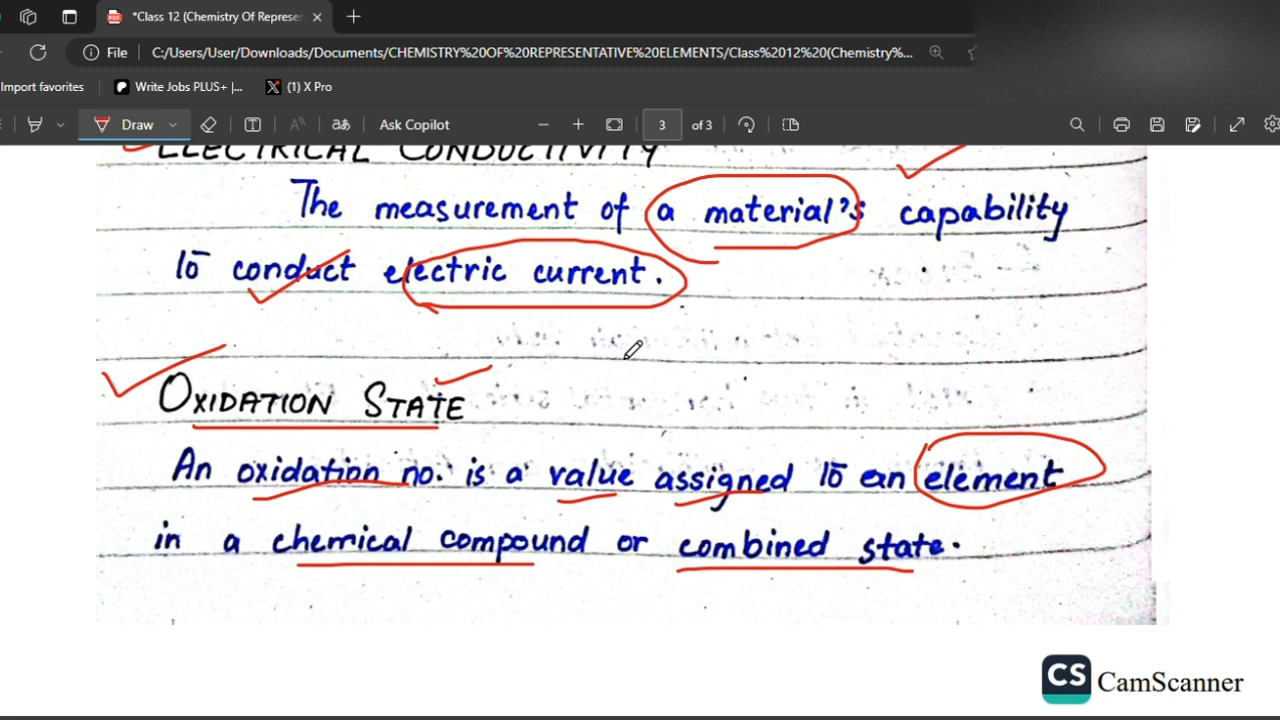 *Class 12 (Chemistry Of Represer
File C:/Users/User/Downloads/Documents/CHEMISTRY%20OF%20REPRESENTATIVE%20ELEMENTS/Class%2012%20(Chemistry%...
Import favorites Write Jobs PLUS+ |... (1) X Pro
Draw Ask Copilot 3 of 3
ELECTRICAL CONDUCTIVITY
The measurement of a material's capability
to conduct electric current.
OXIDATION STATE
An oxidation no. is a value assigned to an element
in a chemical compound or combined state.
CS CamScanner